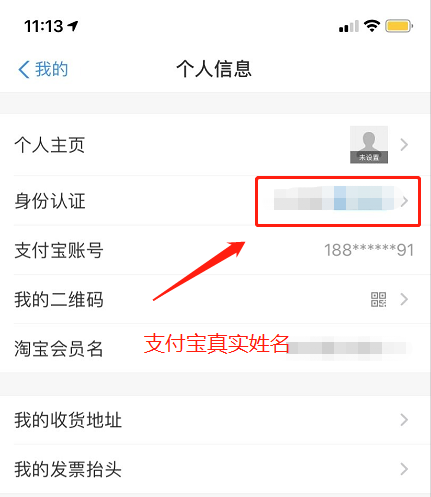 11:13
我的
个人信息
个人主页
未设置
身份认证
支付宝账号 188******91
我的二维码
支付宝真实姓名
淘宝会员名
我的收货地址
我的发票抬头